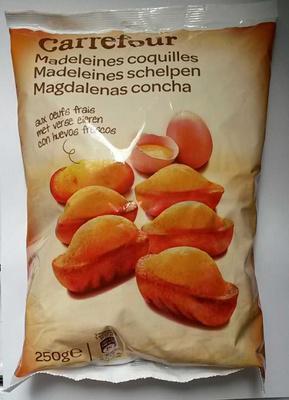 Carrefour
Madeleines coquilles
Madeleines schelpen
Magdalenas concha
aux oeufs frais
met verse eieren
con huevos frescos
250g e